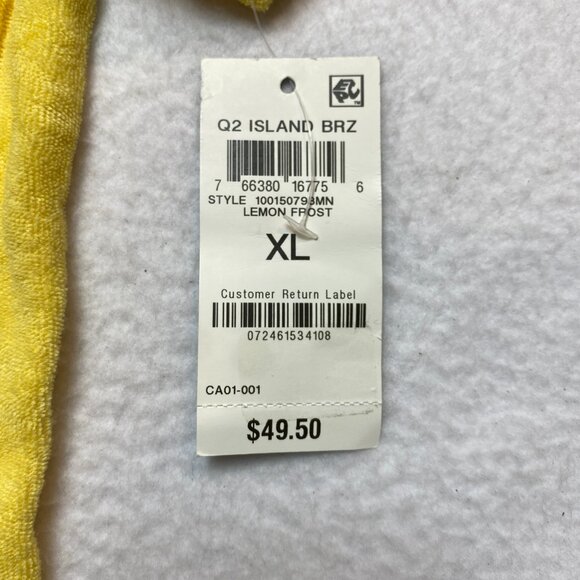 Q2 ISLAND BRZ
7 66380 16775 6
STYLE 100150793MN
LEMON FROST
XL
Customer Return Label
072461534108
CA01-001
$49.50